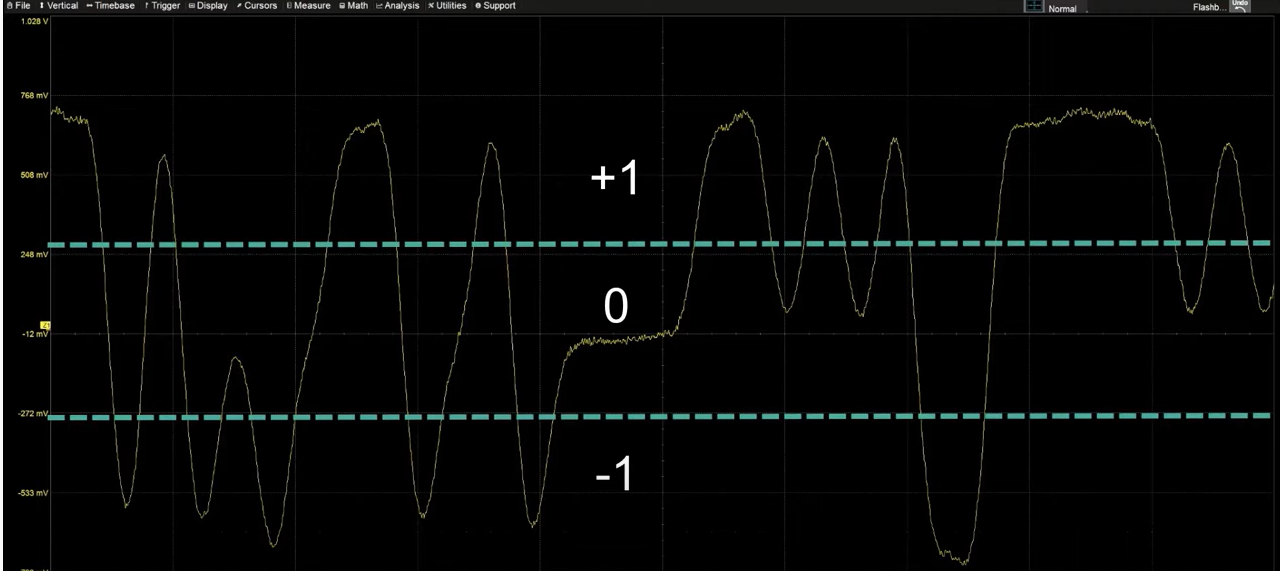 File Vertical Timebase Trigger Display Cursors Measure Math Analysis Utilities Support Normal Flashb... Undo
1.028 V
768 mV
+1
508 mV
248 mV
0
-12 mV
-272 mV
-1
-533 mV